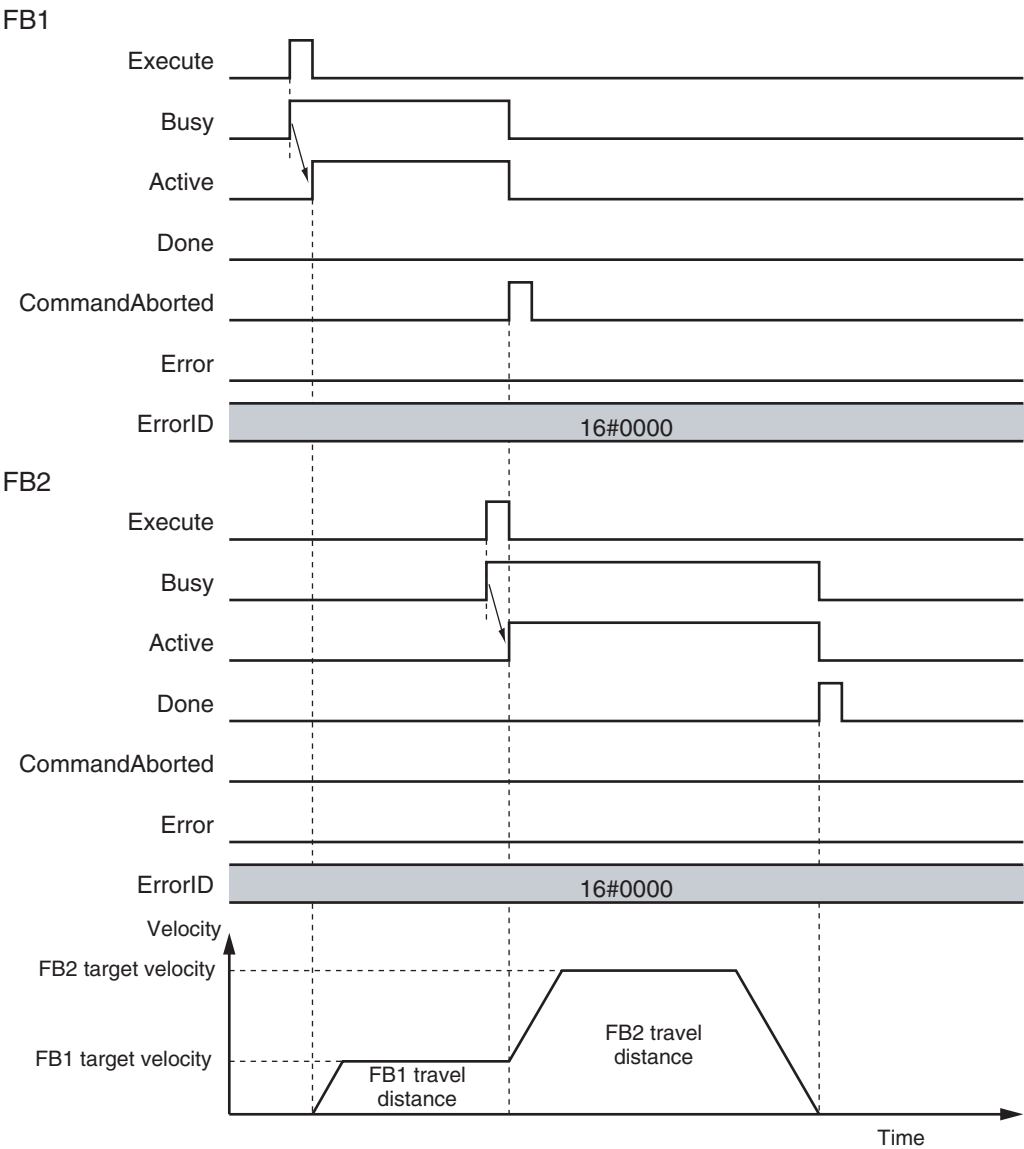 FB1
Execute
Busy
Active
Done
CommandAborted
Error
ErrorID
16#0000
FB2
Execute
Busy
Active
Done
CommandAborted
Error
ErrorID
16#0000
Velocity
FB2 target velocity
FB2 travel
distance
FB1 target velocity
FB1 travel
distance
Time